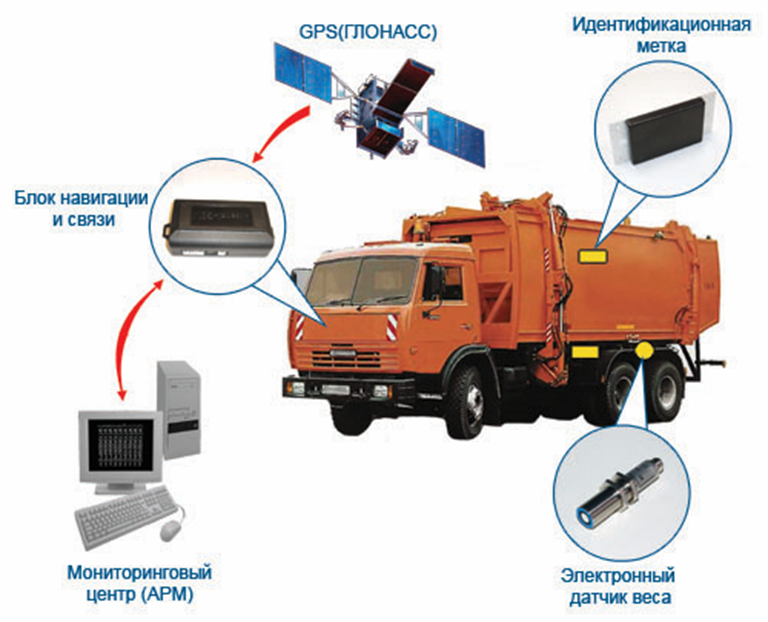 GPS(ГЛОНАСС)
Идентификационная
метка
Блок навигации
и связи
Мониторинговый
центр (АРМ)
Электронный
датчик веса